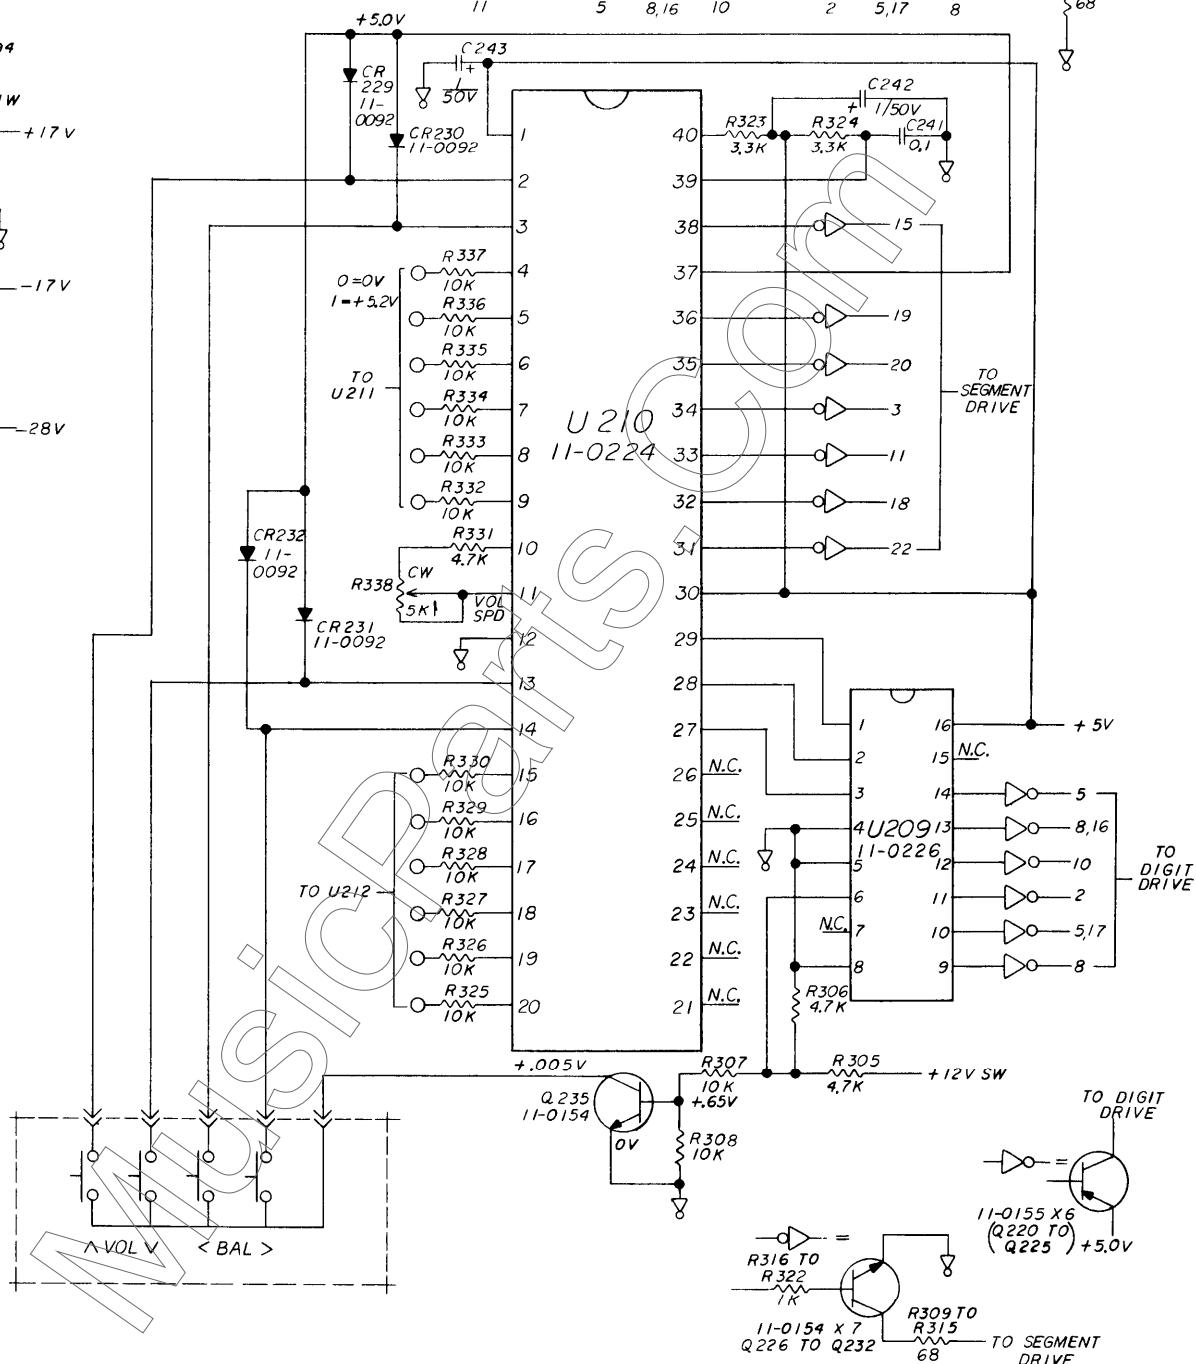 11 5 8,16 10 2 5,17 8
68
+5.0V
C243
1
50V
CR
229
11-
0092
CR230
11-0092
+17V
-17V
-28V
1
2
3
4
5
6
7
8
9
10
11
12
13
14
15
16
17
18
19
20
0=0V
1=+5.2V
TO
U211
R337
10K
R336
10K
R335
10K
R334
10K
R333
10K
R332
10K
R331
4.7K
R338
CW
5K
VOL
SPD
CR232
11-
0092
CR231
11-0092
R330
10K
R329
10K
R328
10K
TO U212
R327
10K
R326
10K
R325
10K
U210
11-0224
40
39
38
37
36
35
34
33
32
31
30
29
28
27
26
25
24
23
22
21
R323
3.3K
R324
3.3K
C242
+
1/50V
C241
0.1
15
19
20
3
11
18
22
TO
SEGMENT
DRIVE
N.C.
N.C.
N.C.
N.C.
N.C.
N.C.
1
2
3
4
5
6
N.C. 7
8
U209
11-0226
16
+5V
15 N.C.
14
13
12
11
10
9
5
8,16
10
2
5,17
8
TO
DIGIT
DRIVE
R306
4.7K
R305
4.7K
+12V SW
R307
10K
+.65V
R308
10K
+.005V
Q235
11-0154
0V
VOL
< BAL >
TO DIGIT
DRIVE
=
11-0155 X6
(Q220 TO
Q225)
+5.0V
=
R316 TO
R322
1K
11-0154 X 7
Q226 TO Q232
R309 TO
R315
68
TO SEGMENT
DRIVE
MusicParts.Com